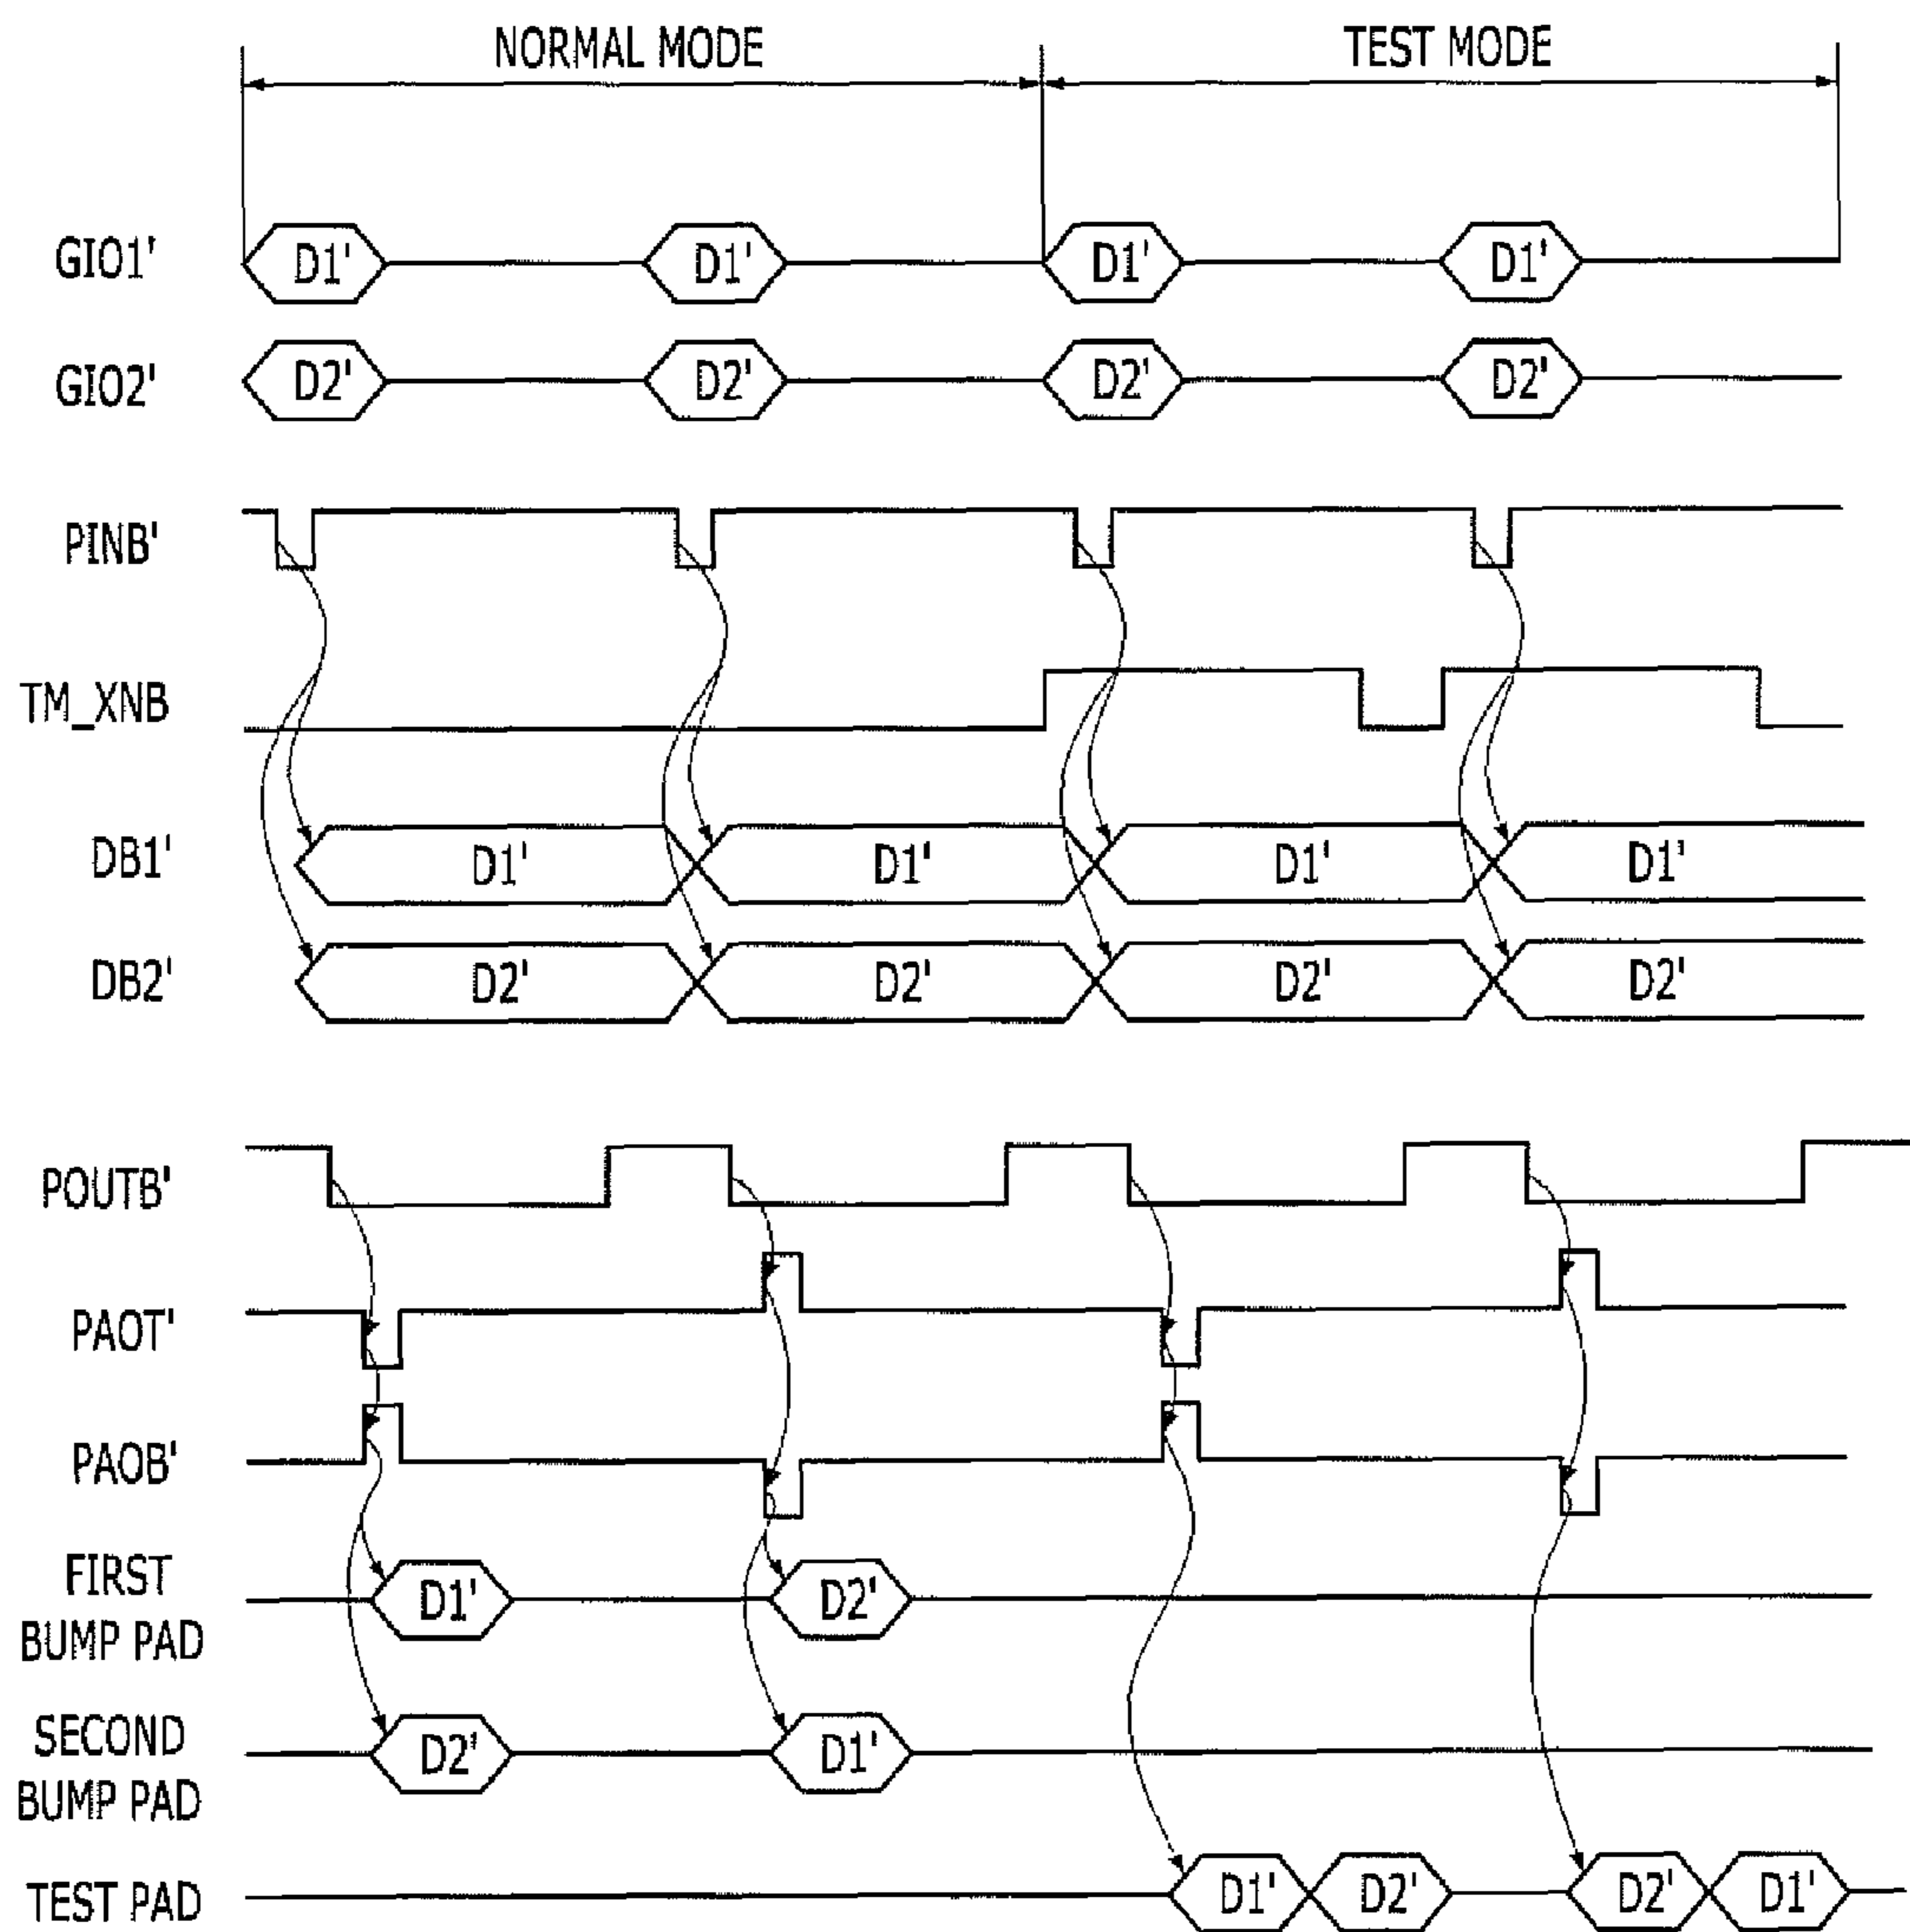 NORMAL MODE TEST MODE
GIO1' D1' D1' D1' D1'
GIO2' D2' D2' D2' D2'
PINB'
TM_XNB
DB1' D1' D1' D1' D1'
DB2' D2' D2' D2' D2'
POUTB'
PAOT'
PAOB'
FIRST
BUMP PAD D1' D2'
SECOND
BUMP PAD D2' D1'
TEST PAD D1' D2' D2' D1'